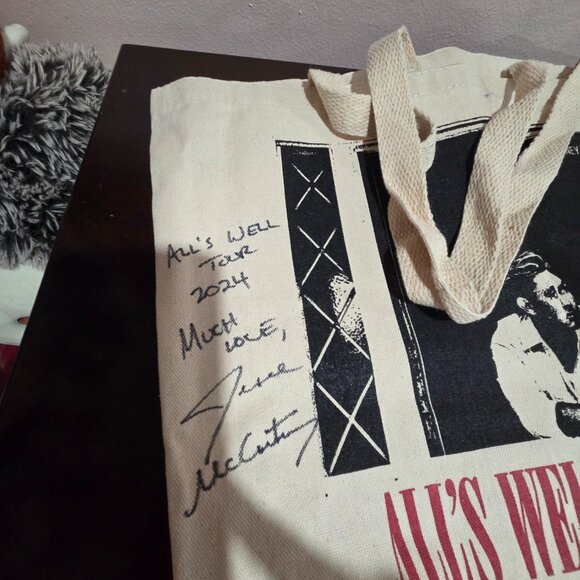 ALL'S WELL
TOUR
2024
MUCH
LOVE,
Jesse
McCartney
ALL'S WEL